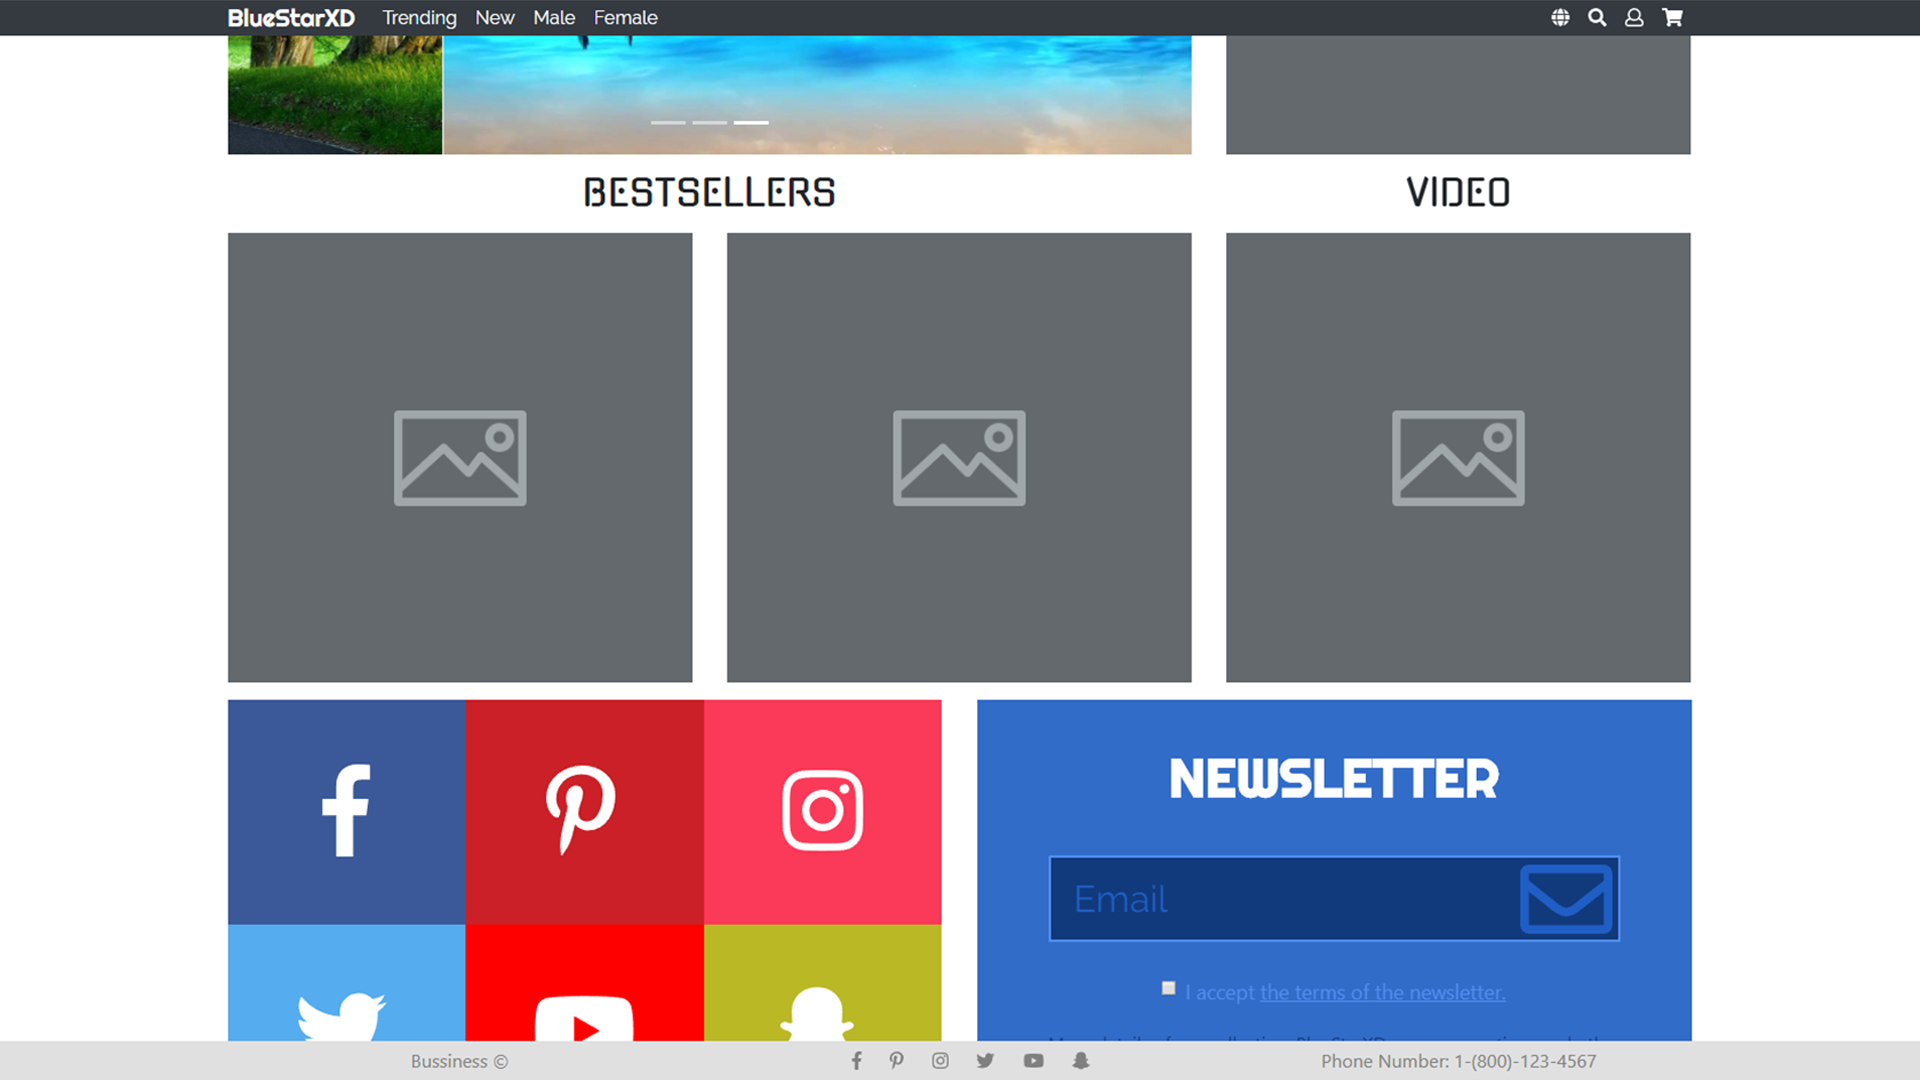 BlueStarXD Trending New Male Female
BESTSELLERS VIDEO
NEWSLETTER
Email
I accept the terms of the newsletter.
Bussiness © Phone Number: 1-(800)-123-4567